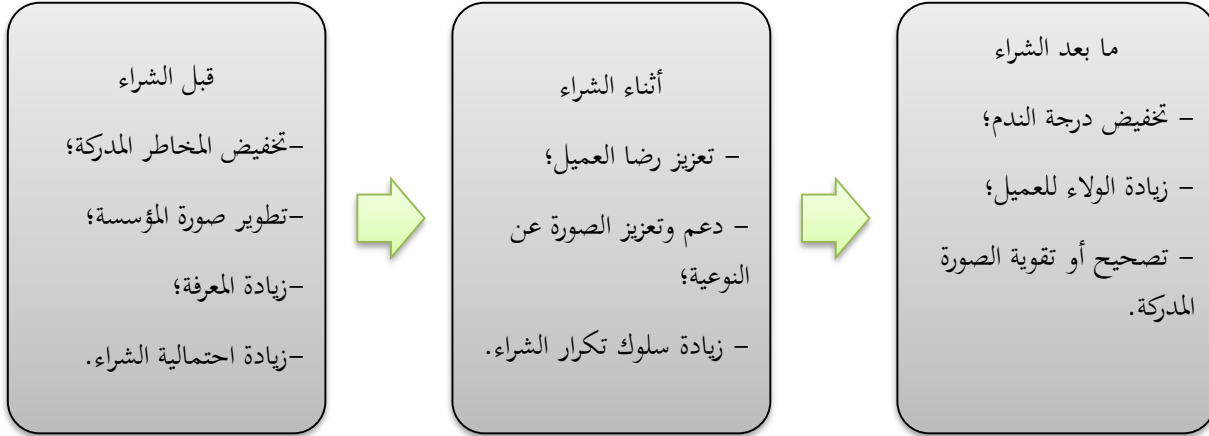 قبل الشراء
-تخفيض المخاطر المدركة؛
-تطوير صورة المؤسسة؛
-زيادة المعرفة؛
-زيادة احتمالية الشراء.
أثناء الشراء
- تعزيز رضا العميل؛
- دعم وتعزيز الصورة عن
النوعية؛
- زيادة سلوك تكرار الشراء.
ما بعد الشراء
- تخفيض درجة الندم؛
- زيادة الولاء للعميل؛
- تصحيح أو تقوية الصورة
المدركة.